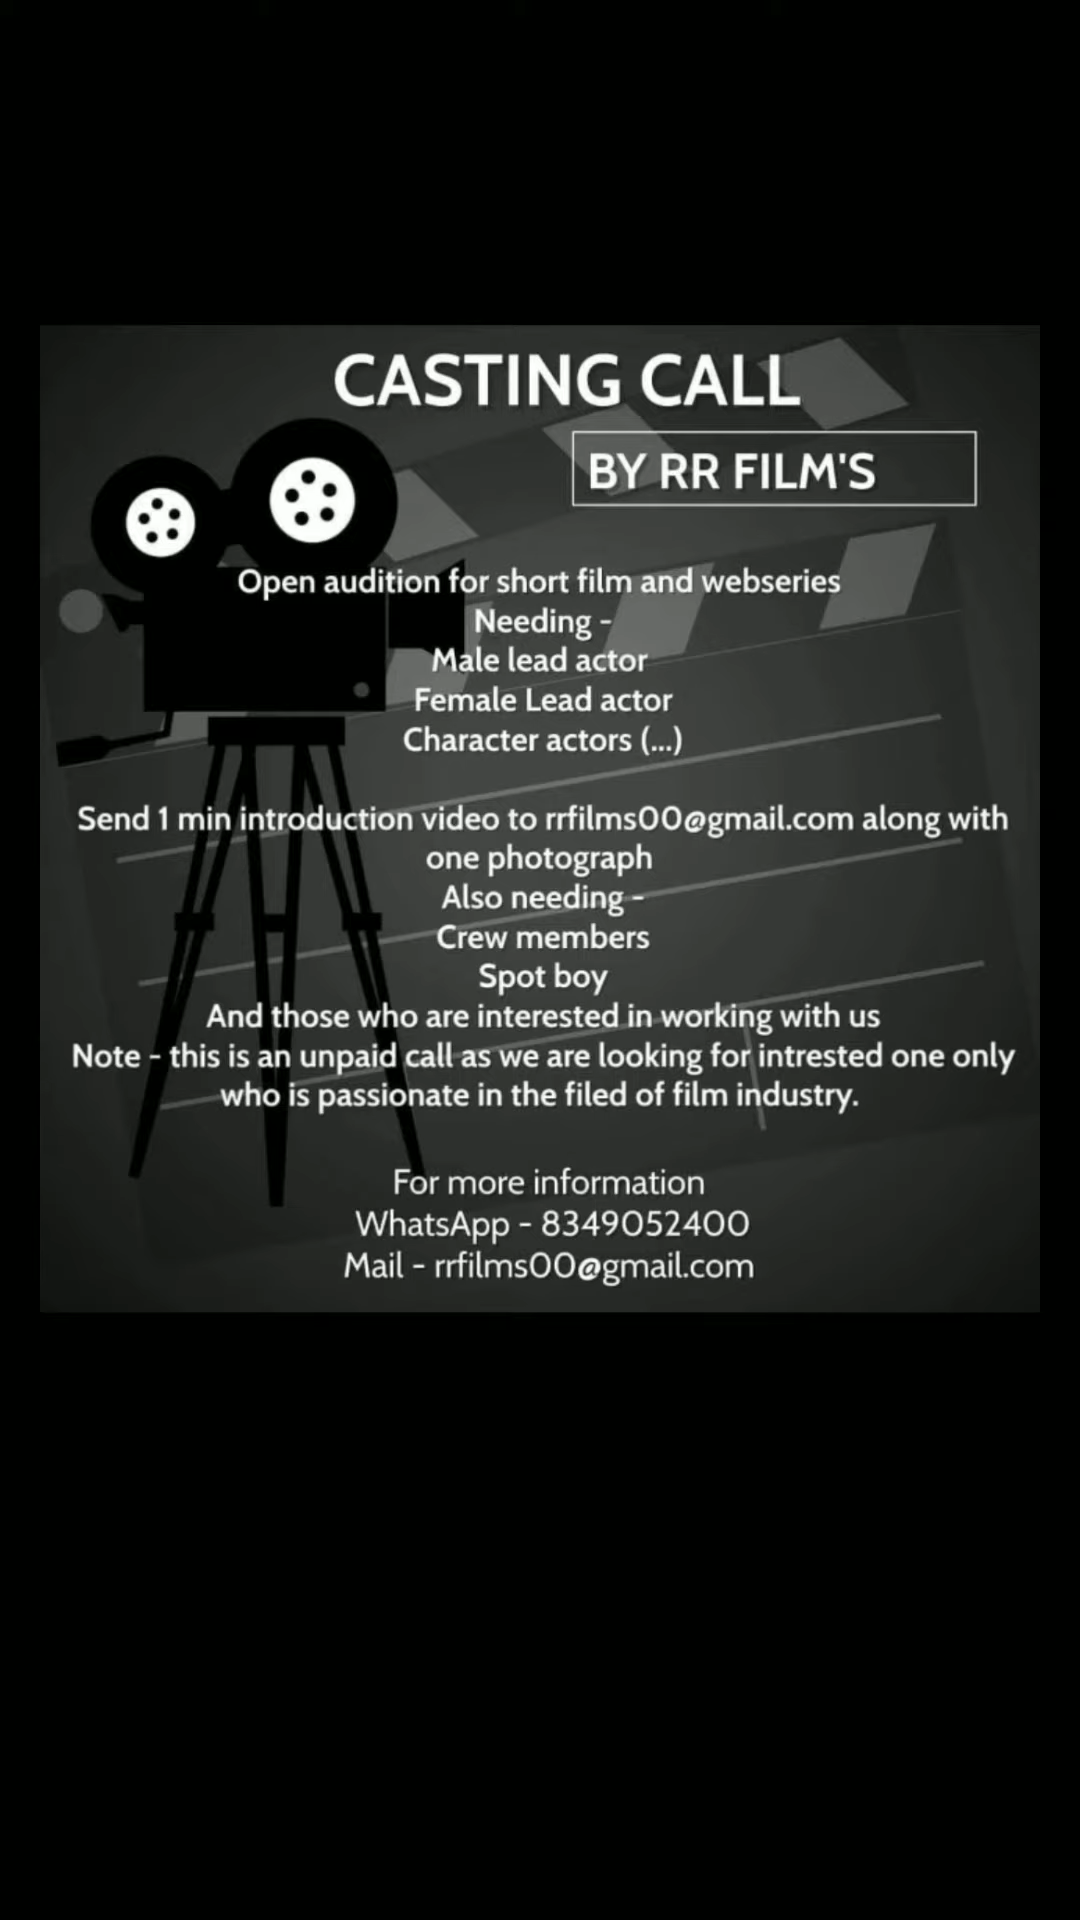 CASTING CALL
BY RR FILM'S
Open audition for short film and webseries
Needing -
Male lead actor
Female Lead actor
Character actors (...)
Send 1 min introduction video to rrfilms00@gmail.com along with
one photograph
Also needing -
Crew members
Spot boy
And those who are interested in working with us
Note - this is an unpaid call as we are looking for intrested one only
who is passionate in the filed of film industry.
For more information
WhatsApp - 8349052400
Mail - rrfilms00@gmail.com